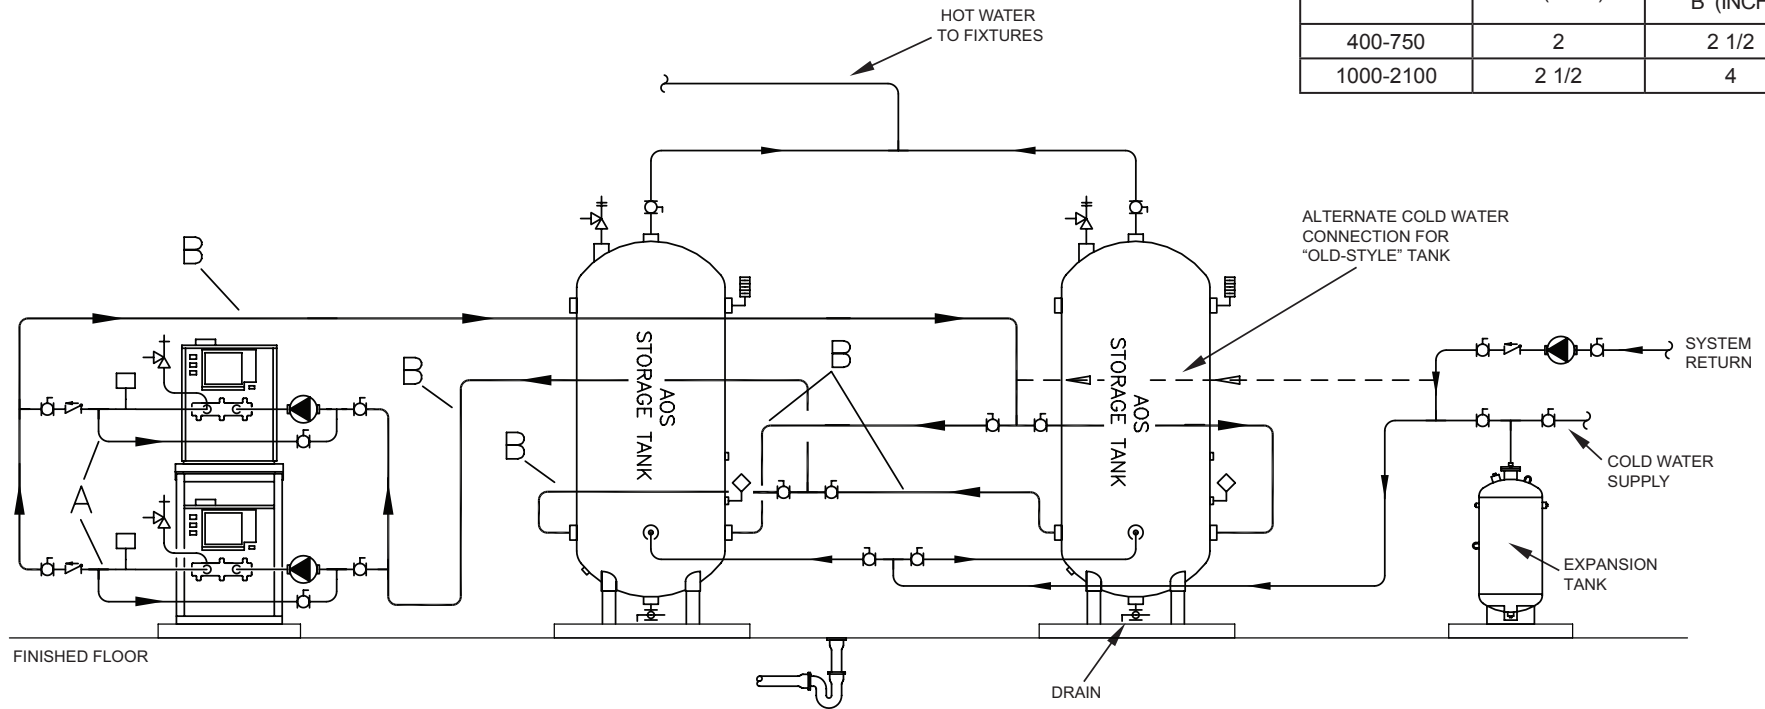 HOT WATER
TO FIXTURES
400-750 2 2 1/2
1000-2100 2 1/2 4
ALTERNATE COLD WATER
CONNECTION FOR
“OLD-STYLE” TANK
B
B
B
B
A
AOS
STORAGE TANK
AOS
STORAGE TANK
SYSTEM
RETURN
COLD WATER
SUPPLY
EXPANSION
TANK
FINISHED FLOOR
DRAIN